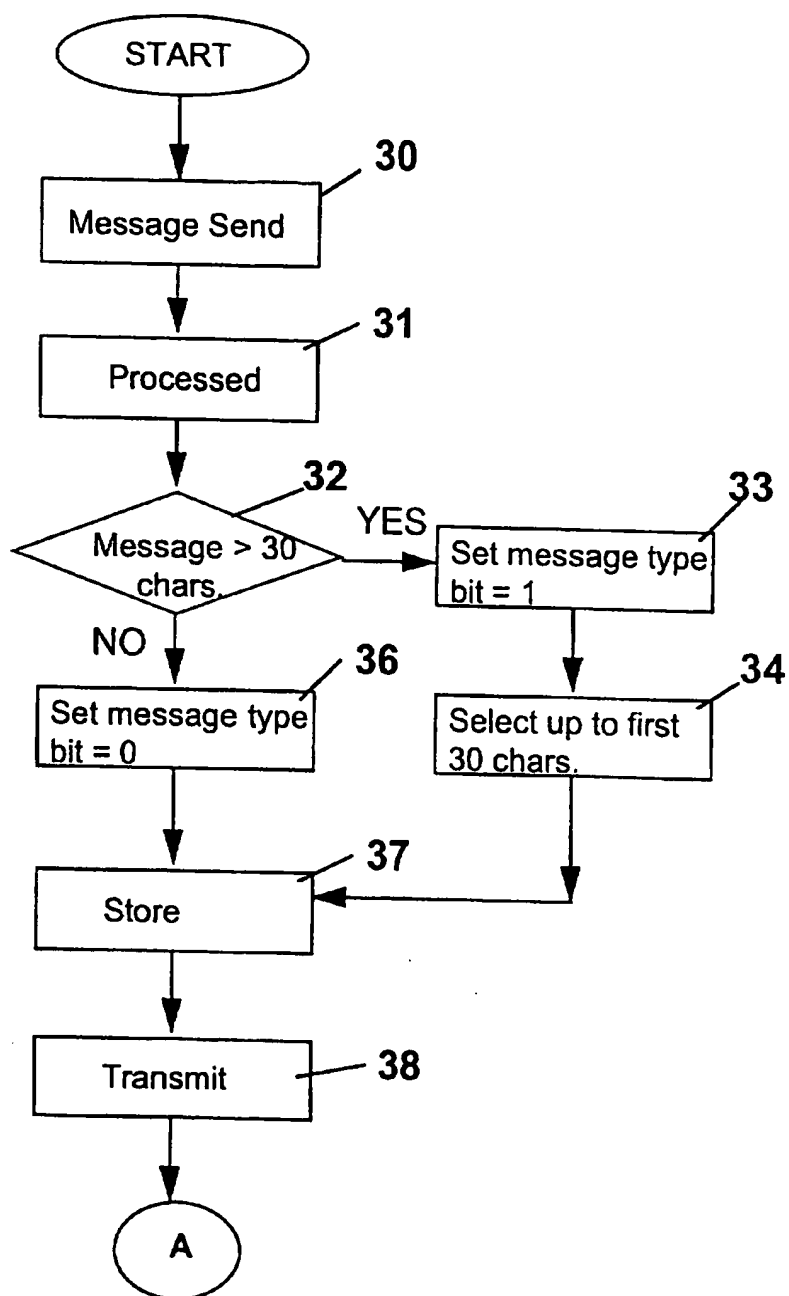 START
30
Message Send
31
Processed
32
Message > 30
chars.
YES
33
Set message type
bit = 1
NO
36
Set message type
bit = 0
34
Select up to first
30 chars.
37
Store
Transmit
38
A